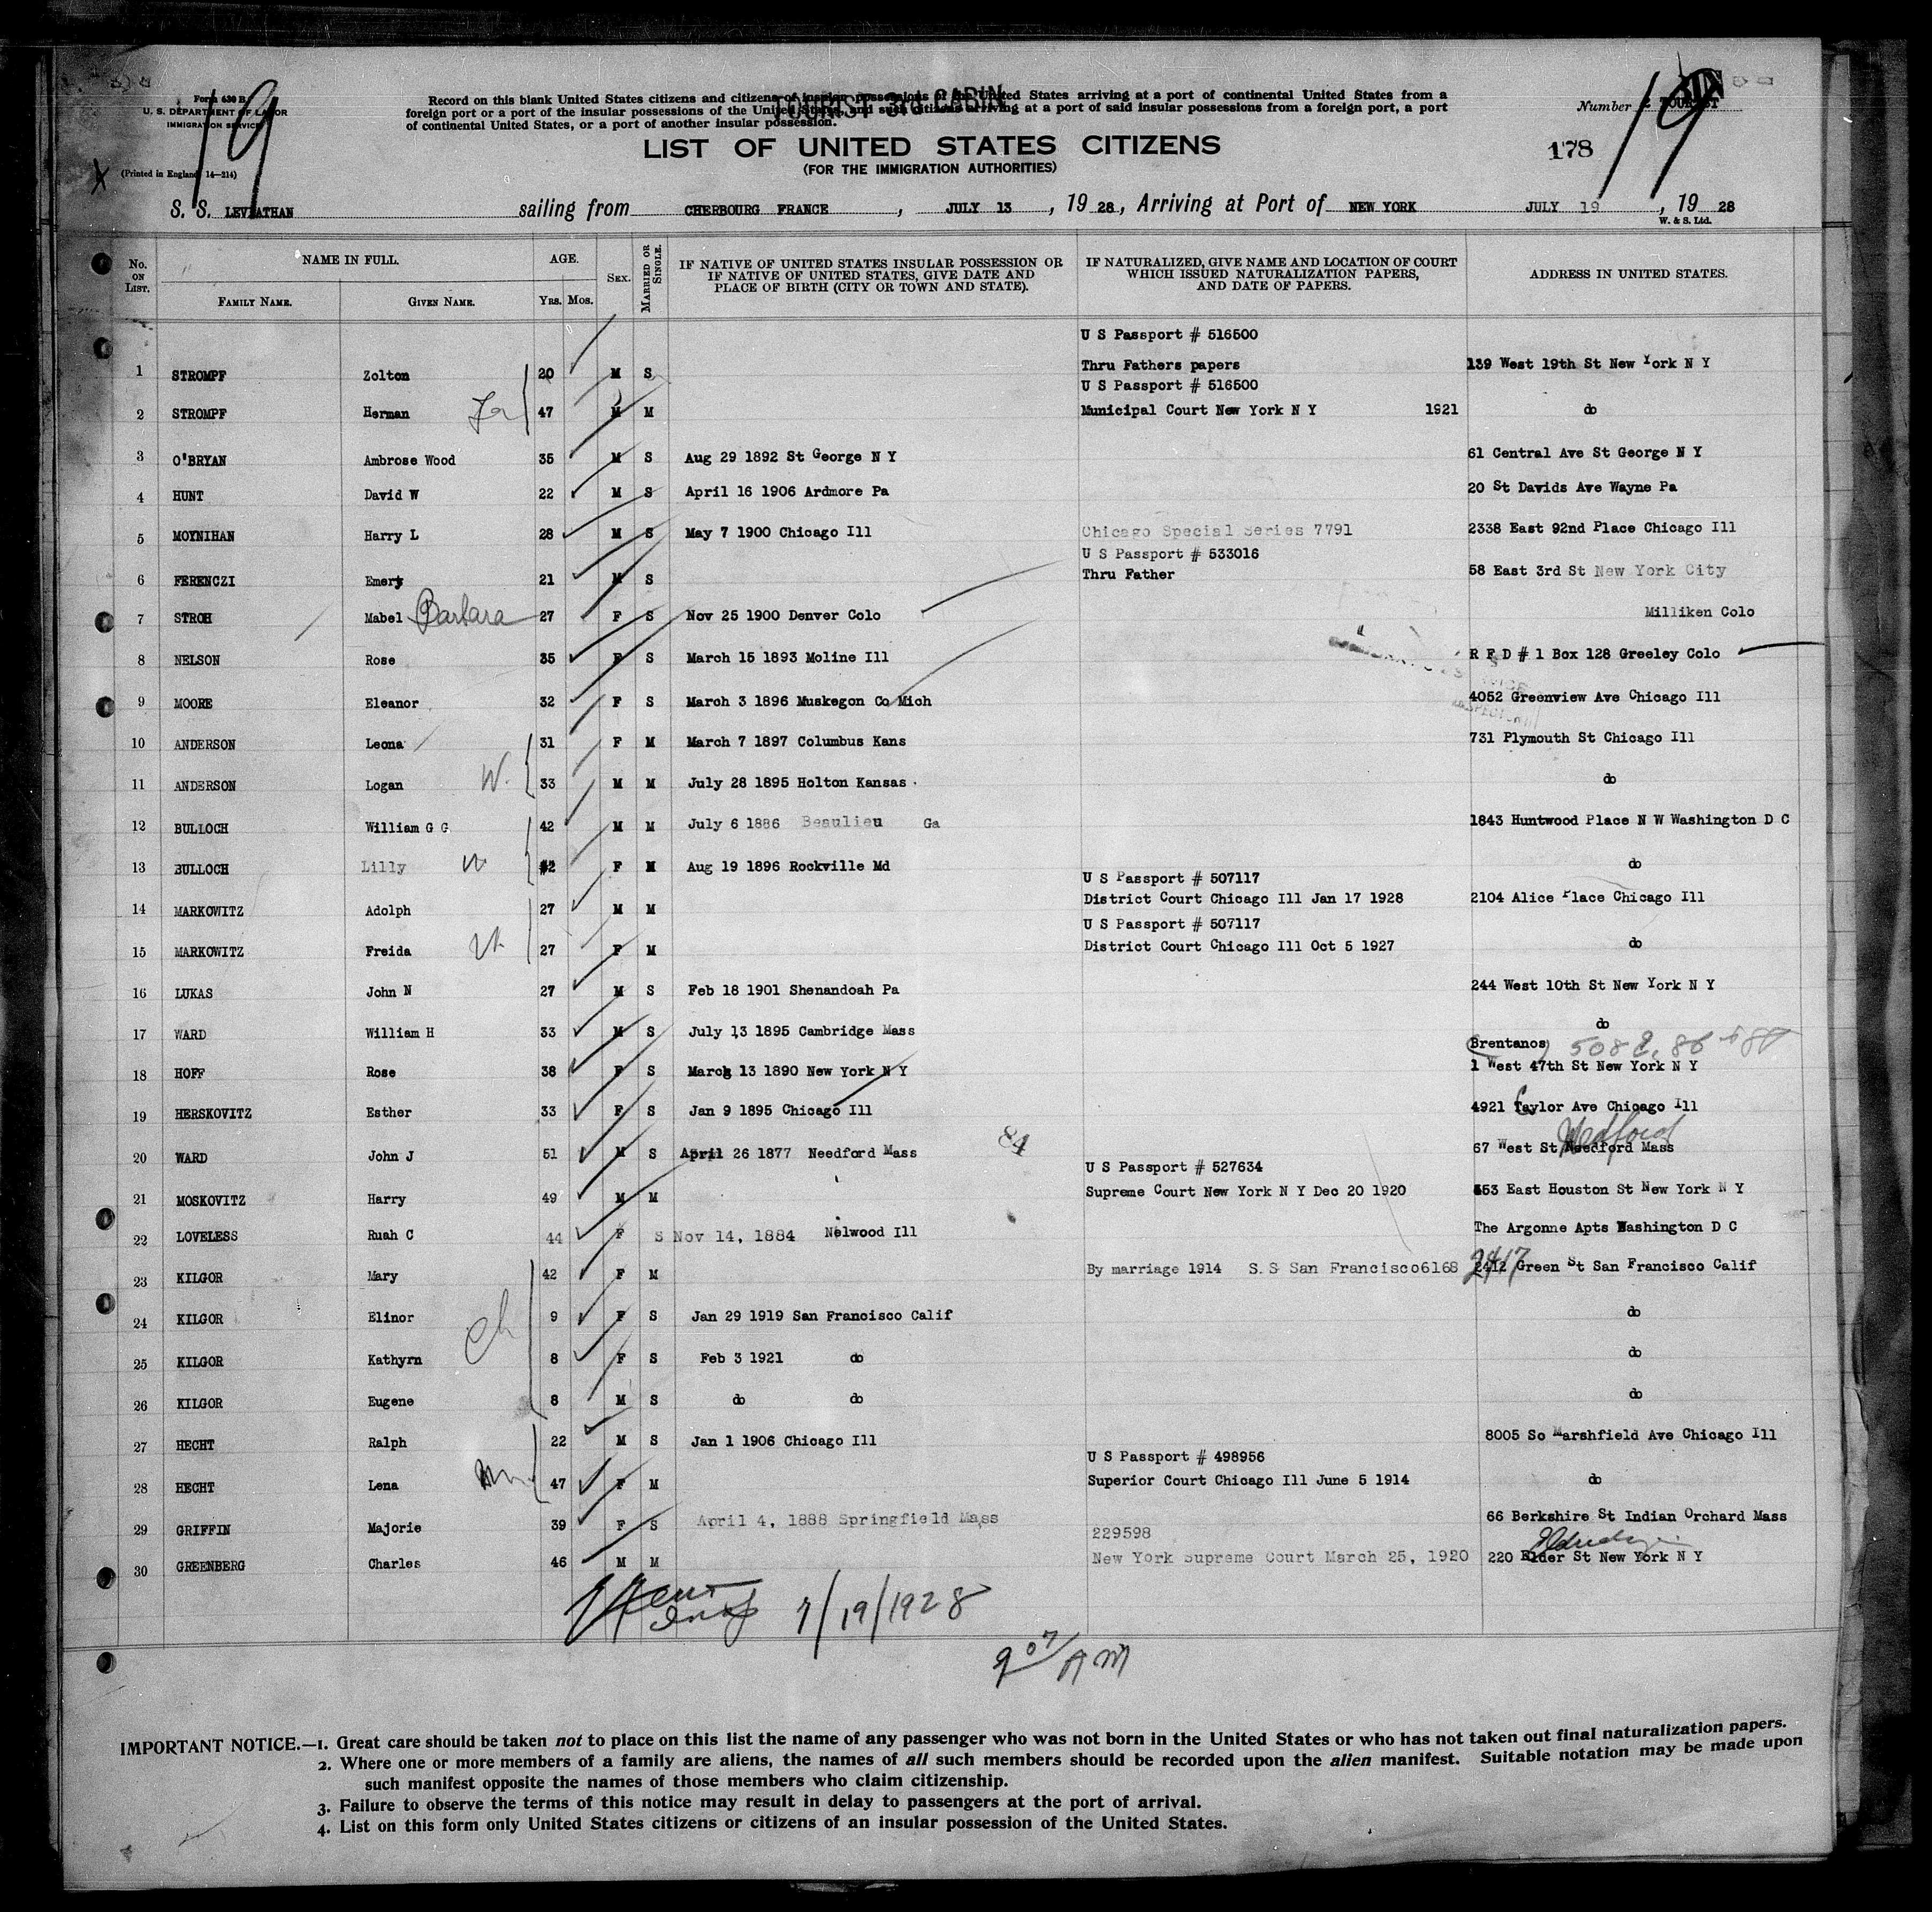 Form 630 B
U. S. DEPARTMENT OF LABOR
IMMIGRATION SERVICE
(Printed in England, 14—214)
19
X
Record on this blank United States citizens and citizens of insular possessions of the United States arriving at a port of continental United States from a
foreign port or a port of the insular possessions of the United States, and such citizens arriving at a port of said insular possessions from a foreign port, a port
of continental United States, or a port of another insular possession.
TOURIST 3rd CABIN
Number 2 TOURIST
19
178
LIST OF UNITED STATES CITIZENS
(FOR THE IMMIGRATION AUTHORITIES)
S. S. LEVIATHAN sailing from CHERBOURG FRANCE, JULY 13, 1928, Arriving at Port of NEW YORK JULY 19, 1928
W. & S. Ltd.
No. ON LIST. NAME IN FULL. FAMILY NAME. GIVEN NAME. AGE. YRS. MOS. SEX. MARRIED OR SINGLE. IF NATIVE OF UNITED STATES INSULAR POSSESSION OR IF NATIVE OF UNITED STATES, GIVE DATE AND PLACE OF BIRTH (CITY OR TOWN AND STATE). IF NATURALIZED, GIVE NAME AND LOCATION OF COURT WHICH ISSUED NATURALIZATION PAPERS, AND DATE OF PAPERS. ADDRESS IN UNITED STATES.
U S Passport # 516500
1 STROMPF Zolton 20 M S Thru Fathers papers 139 West 19th St New York N Y
U S Passport # 516500
2 STROMPF Herman 47 M M Municipal Court New York N Y 1921 do
3 O'BRYAN Ambrose Wood 35 M S Aug 29 1892 St George N Y 61 Central Ave St George N Y
4 HUNT David W 22 M S April 16 1906 Ardmore Pa 20 St Davids Ave Wayne Pa
5 MOYNIHAN Harry L 28 M S May 7 1900 Chicago Ill Chicago Special Series 7791 2338 East 92nd Place Chicago Ill
U S Passport # 533016
6 FERENCZI Emery 21 M S Thru Father 58 East 3rd St New York City
7 STROH Mabel Barbara 27 F S Nov 25 1900 Denver Colo Milliken Colo
8 NELSON Rose 35 F S March 15 1893 Moline Ill R F D # 1 Box 128 Greeley Colo
9 MOORE Eleanor 32 F S March 3 1896 Muskegon Co Mich 4052 Greenview Ave Chicago Ill
10 ANDERSON Leona 31 F M March 7 1897 Columbus Kans 731 Plymouth St Chicago Ill
11 ANDERSON Logan W. 33 M M July 28 1895 Holton Kansas do
12 BULLOCH William G G 42 M M July 6 1886 Beaulieu Ga 1843 Huntwood Place N W Washington D C
13 BULLOCH Lilly W 42 F M Aug 19 1896 Rockville Md do
U S Passport # 507117
14 MARKOWITZ Adolph 27 M M District Court Chicago Ill Jan 17 1928 2104 Alice Place Chicago Ill
U S Passport # 507117
15 MARKOWITZ Freida 27 F M District Court Chicago Ill Oct 5 1927 do
16 LUKAS John N 27 M S Feb 18 1901 Shenandoah Pa 244 West 10th St New York N Y
17 WARD William H 33 M S July 13 1895 Cambridge Mass do
(Brentanos)
18 HOFF Rose 38 F S March 13 1890 New York N Y 1 West 47th St New York N Y
19 HERSKOVITZ Esther 33 F S Jan 9 1895 Chicago Ill 4921 Taylor Ave Chicago Ill
84 Medford
20 WARD John J 51 M S April 26 1877 Needford Mass 67 West St Needford Mass
U S Passport # 527634
21 MOSKOVITZ Harry 49 M M Supreme Court New York N Y Dec 20 1920 453 East Houston St New York N Y
22 LOVELESS Ruah C 44 F S Nov 14, 1884 Nelwood Ill The Argonne Apts Washington D C
23 KILGOR Mary 42 F M By marriage 1914 S.S San Francisco6168 2417 2412 Green St San Francisco Calif
24 KILGOR Elinor 9 F S Jan 29 1919 San Francisco Calif do
ch
25 KILGOR Kathyrn 8 F S Feb 3 1921 do do
26 KILGOR Eugene 8 M S do do do
27 HECHT Ralph 22 M S Jan 1 1906 Chicago Ill 8005 So Marshfield Ave Chicago Ill
U S Passport # 498956
28 HECHT Lena 47 F M Superior Court Chicago Ill June 5 1914 do
29 GRIFFIN Majorie 39 F S April 4, 1888 Springfield Mass 66 Berkshire St Indian Orchard Mass
229598
30 GREENBERG Charles 46 M M New York Supreme Court March 25, 1920 220 Elder St New York N Y
7/19/1928
9 07/AM
IMPORTANT NOTICE.—1. Great care should be taken not to place on this list the name of any passenger who was not born in the United States or who has not taken out final naturalization papers.
2. Where one or more members of a family are aliens, the names of all such members should be recorded upon the alien manifest. Suitable notation may be made upon
such manifest opposite the names of those members who claim citizenship.
3. Failure to observe the terms of this notice may result in delay to passengers at the port of arrival.
4. List on this form only United States citizens or citizens of an insular possession of the United States.